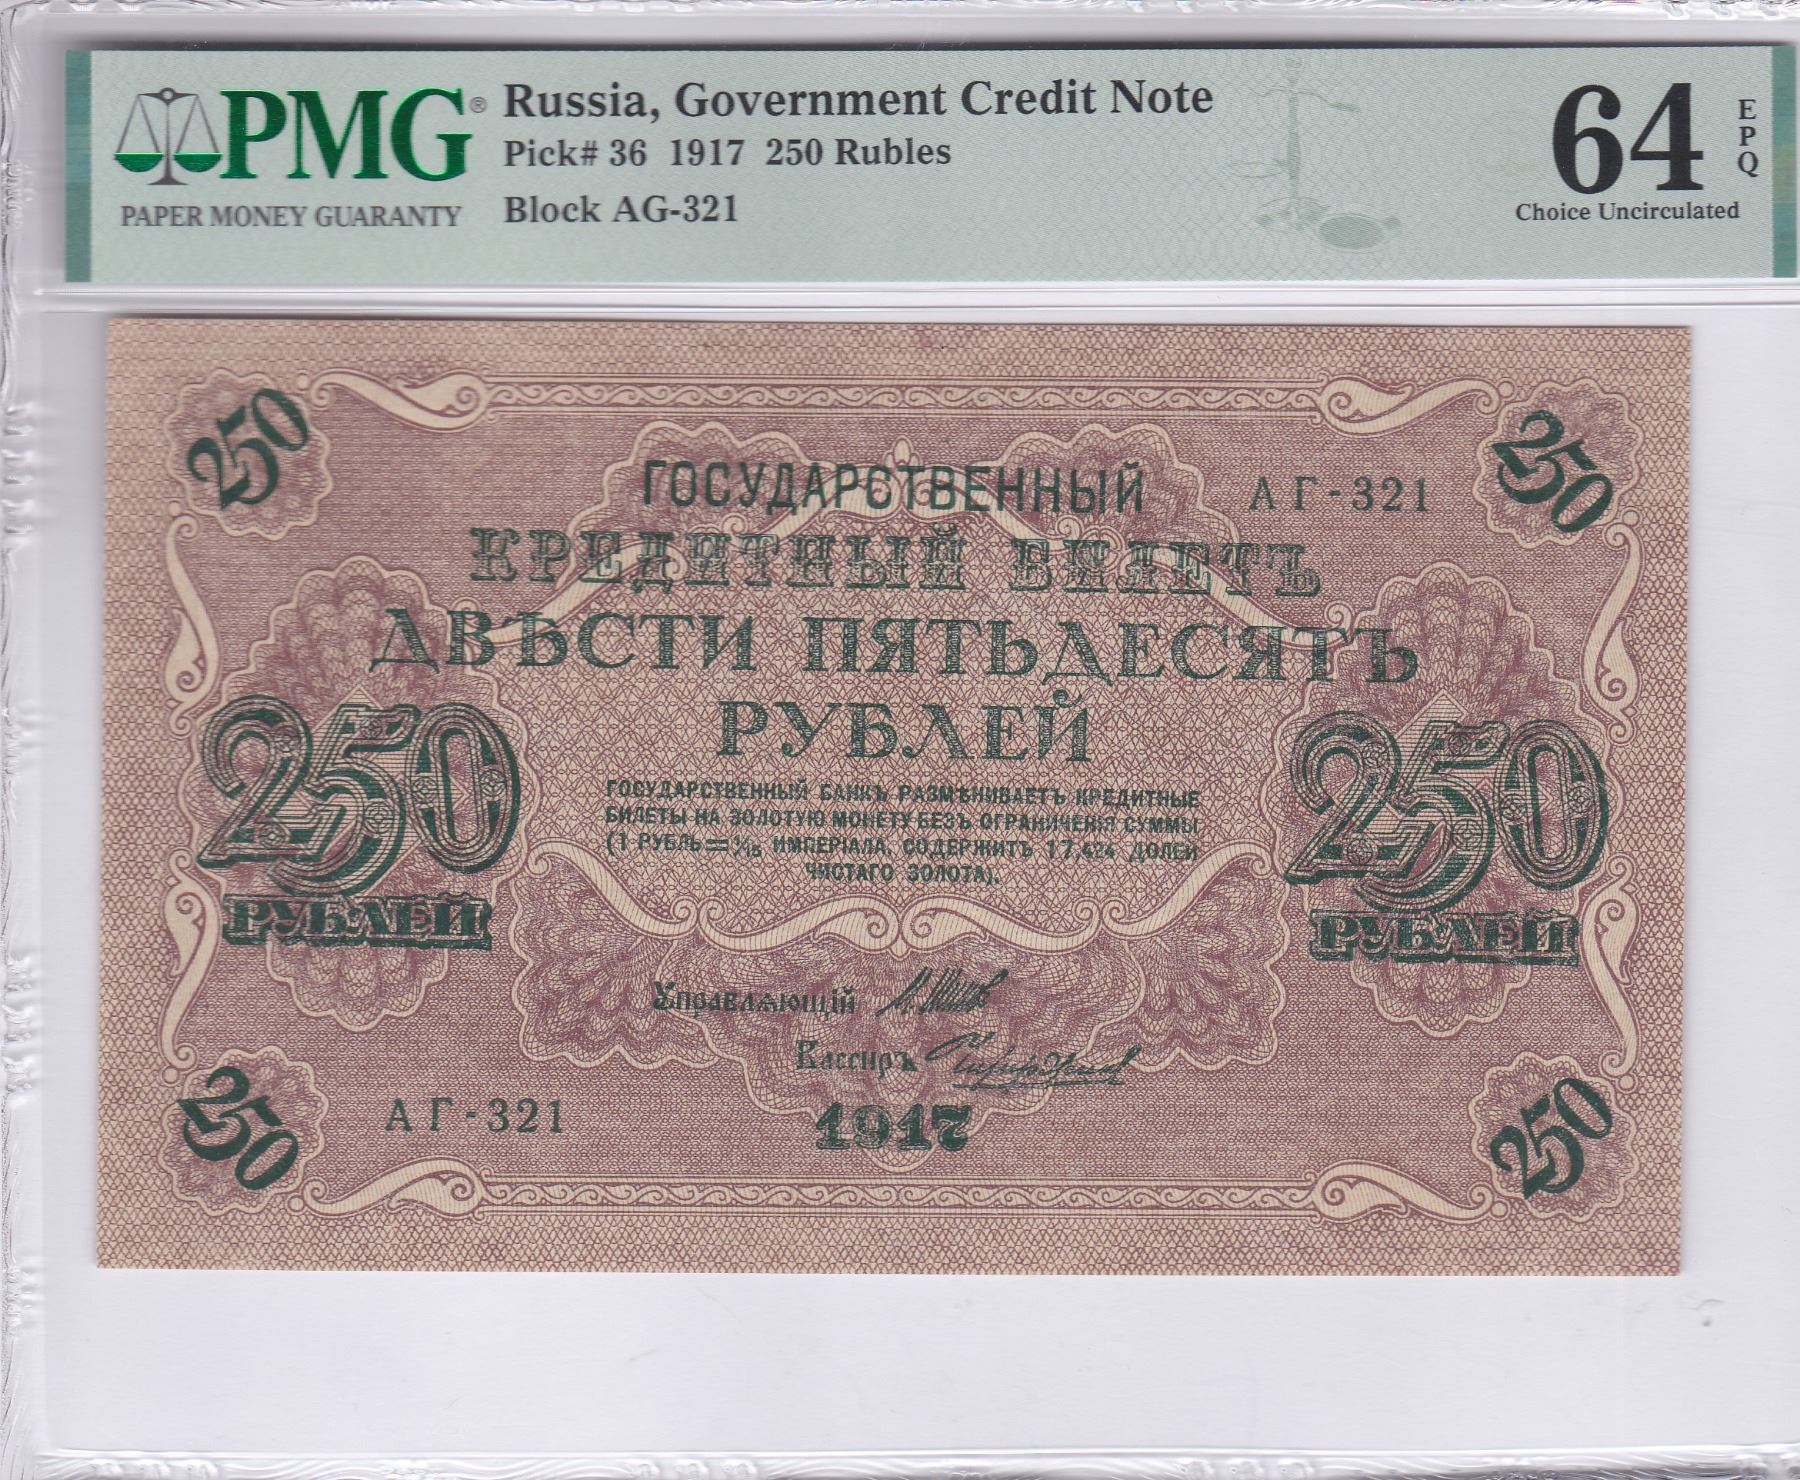 PMG®
PAPER MONEY GUARANTY
Russia, Government Credit Note
Pick# 36 1917 250 Rubles
Block AG-321
64
EPQ
Choice Uncirculated
250
250
ГОСУДАРСТВЕННЫЙ
АГ-321
КРЕДИТНЫЙ БИЛЕТЪ
ДВѢСТИ ПЯТЬДЕСЯТЪ
РУБЛЕЙ
250
РУБЛЕЙ
250
РУБЛЕЙ
ГОСУДАРСТВЕННЫЙ БАНКЪ РАЗМѢНИВАЕТЪ КРЕДИТНЫЕ
БИЛЕТЫ НА ЗОЛОТУЮ МОНЕТУ БЕЗЪ ОГРАНИЧЕНІЯ СУММЫ
(1 РУБЛЬ = 1/15 ИМПЕРІАЛА, СОДЕРЖИТЪ 17,424 ДОЛЕЙ
ЧИСТАГО ЗОЛОТА).
Управляющій
Кассиръ
250
АГ-321
1917
250